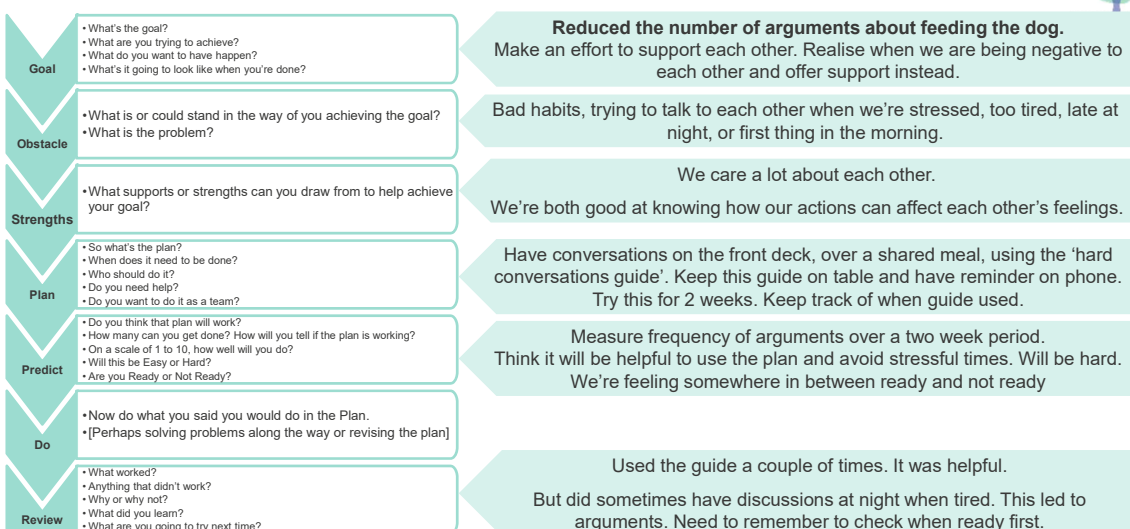 Goal
• What's the goal?
• What are you trying to achieve?
• What do you want to have happen?
• What's it going to look like when you're done?
Reduced the number of arguments about feeding the dog.
Make an effort to support each other. Realise when we are being negative to
each other and offer support instead.
Obstacle
•What is or could stand in the way of you achieving the goal?
•What is the problem?
Bad habits, trying to talk to each other when we're stressed, too tired, late at
night, or first thing in the morning.
Strengths
•What supports or strengths can you draw from to help achieve
your goal?
We care a lot about each other.
We're both good at knowing how our actions can affect each other's feelings.
Plan
• So what's the plan?
• When does it need to be done?
• Who should do it?
• Do you need help?
• Do you want to do it as a team?
Have conversations on the front deck, over a shared meal, using the 'hard
conversations guide'. Keep this guide on table and have reminder on phone.
Try this for 2 weeks. Keep track of when guide used.
Predict
• Do you think that plan will work?
• How many can you get done? How will you tell if the plan is working?
• On a scale of 1 to 10, how well will you do?
• Will this be Easy or Hard?
• Are you Ready or Not Ready?
Measure frequency of arguments over a two week period.
Think it will be helpful to use the plan and avoid stressful times. Will be hard.
We're feeling somewhere in between ready and not ready
Do
•Now do what you said you would do in the Plan.
•[Perhaps solving problems along the way or revising the plan]
Review
• What worked?
• Anything that didn't work?
• Why or why not?
• What did you learn?
• What are you going to try next time?
Used the guide a couple of times. It was helpful.
But did sometimes have discussions at night when tired. This led to
arguments. Need to remember to check when ready first.